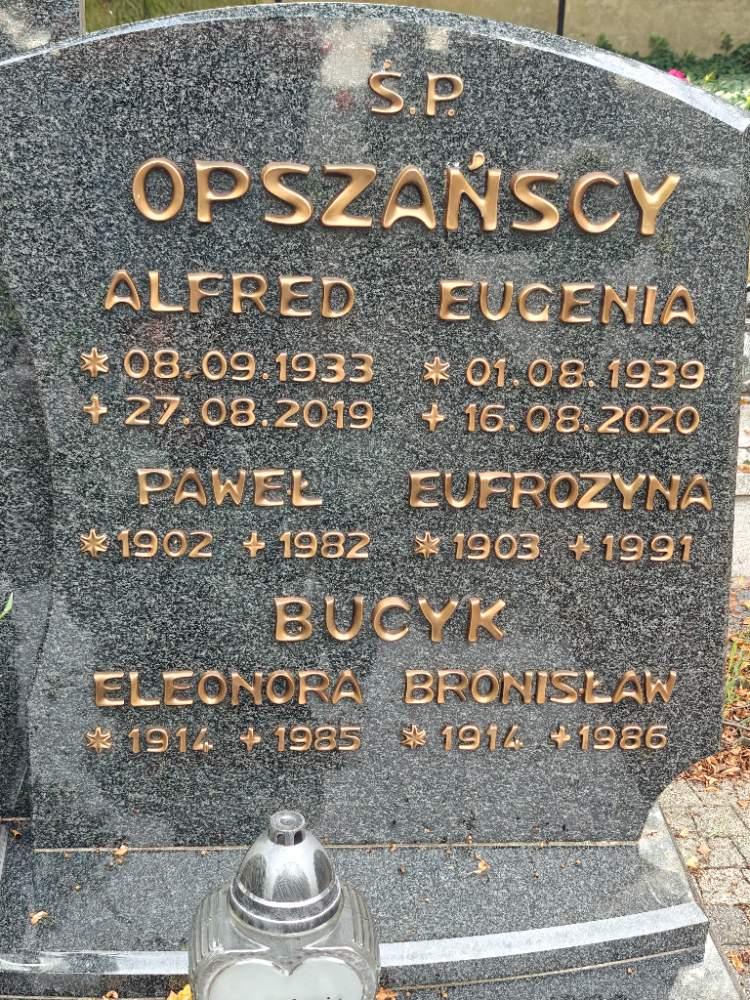 Ś.P.
OPSZAŃSCY
ALFRED EUGENIA
* 08.09.1933 * 01.08.1939
+ 27.08.2019 + 16.08.2020
PAWEŁ EUFROZYNA
* 1902 + 1982 * 1903 + 1991
BUCYK
ELEONORA BRONISŁAW
* 1914 + 1985 * 1914 + 1986